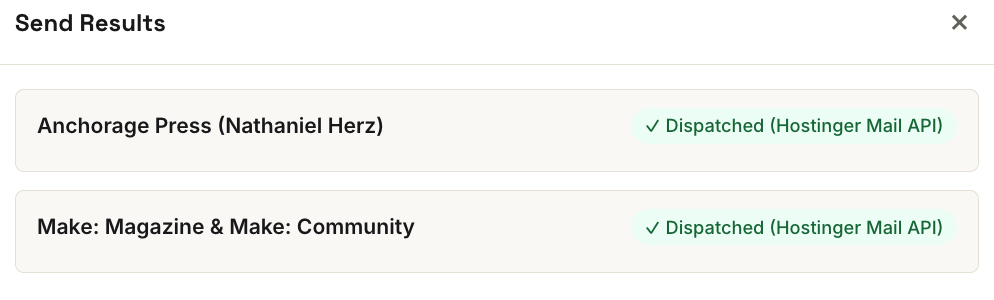 Send Results
Anchorage Press (Nathaniel Herz)
✓ Dispatched (Hostinger Mail API)
Make: Magazine & Make: Community
✓ Dispatched (Hostinger Mail API)